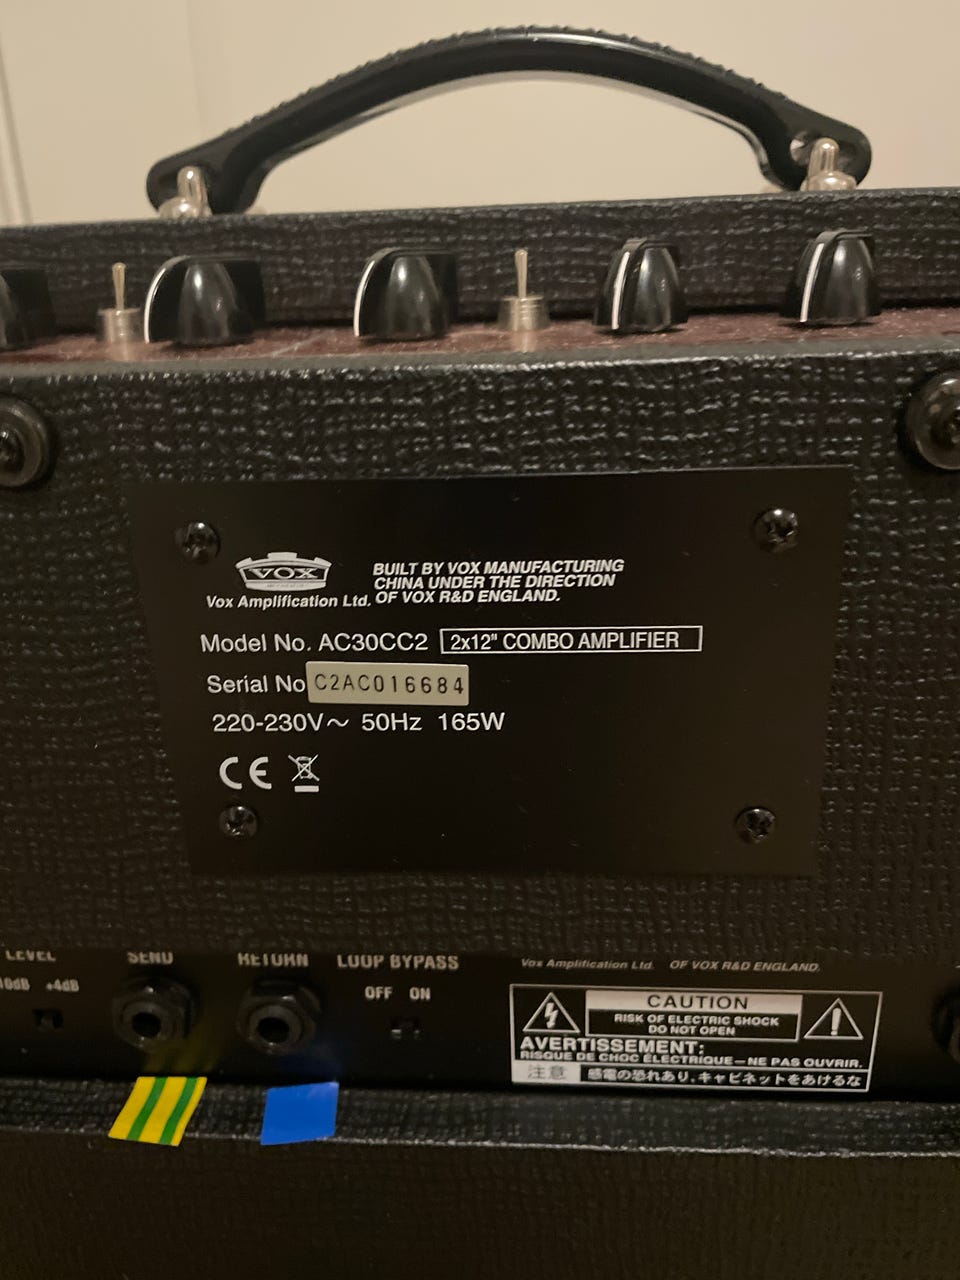 VOX
Vox Amplification Ltd.
BUILT BY VOX MANUFACTURING
CHINA UNDER THE DIRECTION
OF VOX R&D ENGLAND.
Model No. AC30CC2 2x12" COMBO AMPLIFIER
Serial No C2AC016684
220-230V~ 50Hz 165W
CE
LEVEL
+4dB
SEND
RETURN
LOOP BYPASS
OFF ON
Vox Amplification Ltd. OF VOX R&D ENGLAND.
CAUTION
RISK OF ELECTRIC SHOCK
DO NOT OPEN
AVERTISSEMENT:
RISQUE DE CHOC ÉLECTRIQUE—NE PAS OUVRIR.
注意 感電の恐れあり、キャビネットをあけるな